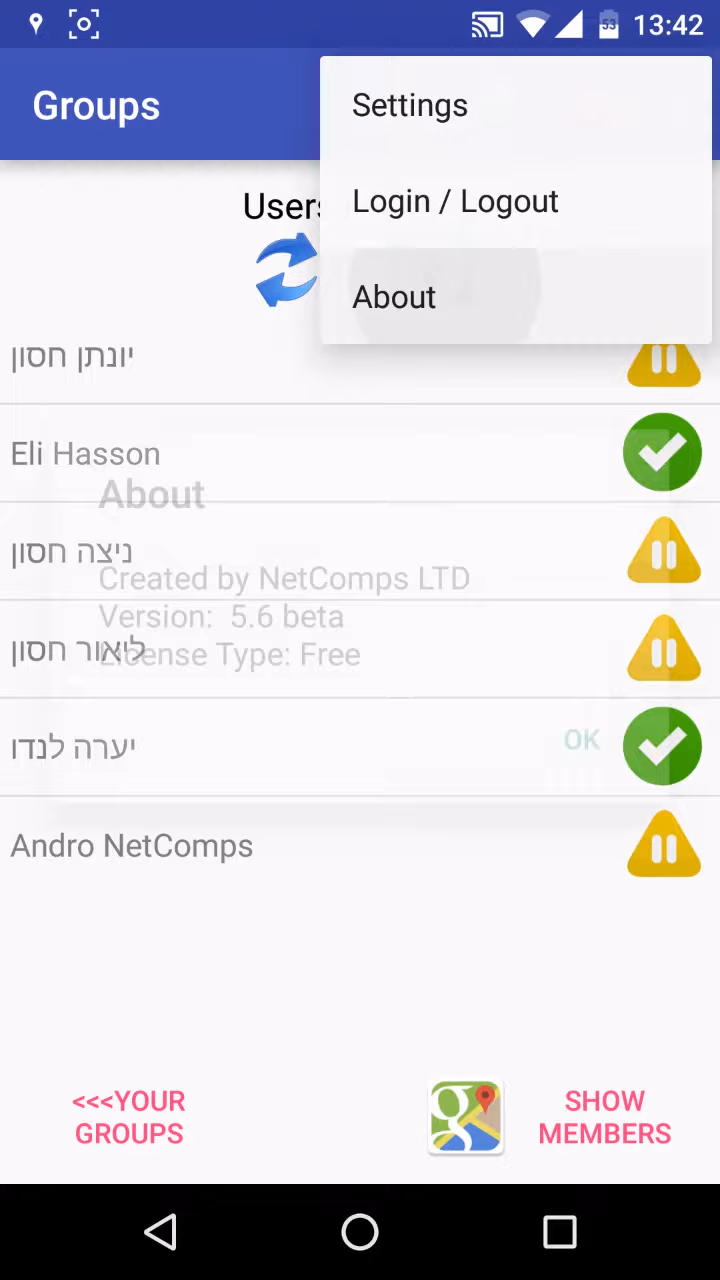 53
13:42
Groups
Settings
Login / Logout
About
Users
יונתן חסון
Eli Hasson
About
ניצה חסון
Created by NetComps LTD
Version: 5.6 beta
ליאור חסון
License Type: Free
יערה לנדו
OK
Andro NetComps
<<<YOUR
GROUPS
SHOW
MEMBERS